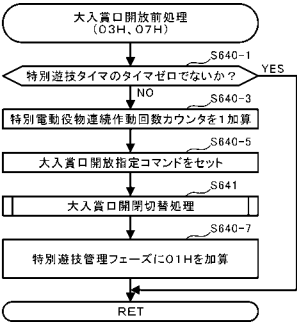 大入賞口開放前処理
(03H、07H)
S640-1
特別遊技タイマのタイマゼロでないか?
YES
NO
S640-3
特別電動役物連続作動回数カウンタを1加算
S640-5
大入賞口開放指定コマンドをセット
S641
大入賞口開閉切替処理
S640-7
特別遊技管理フェーズに01Hを加算
RET